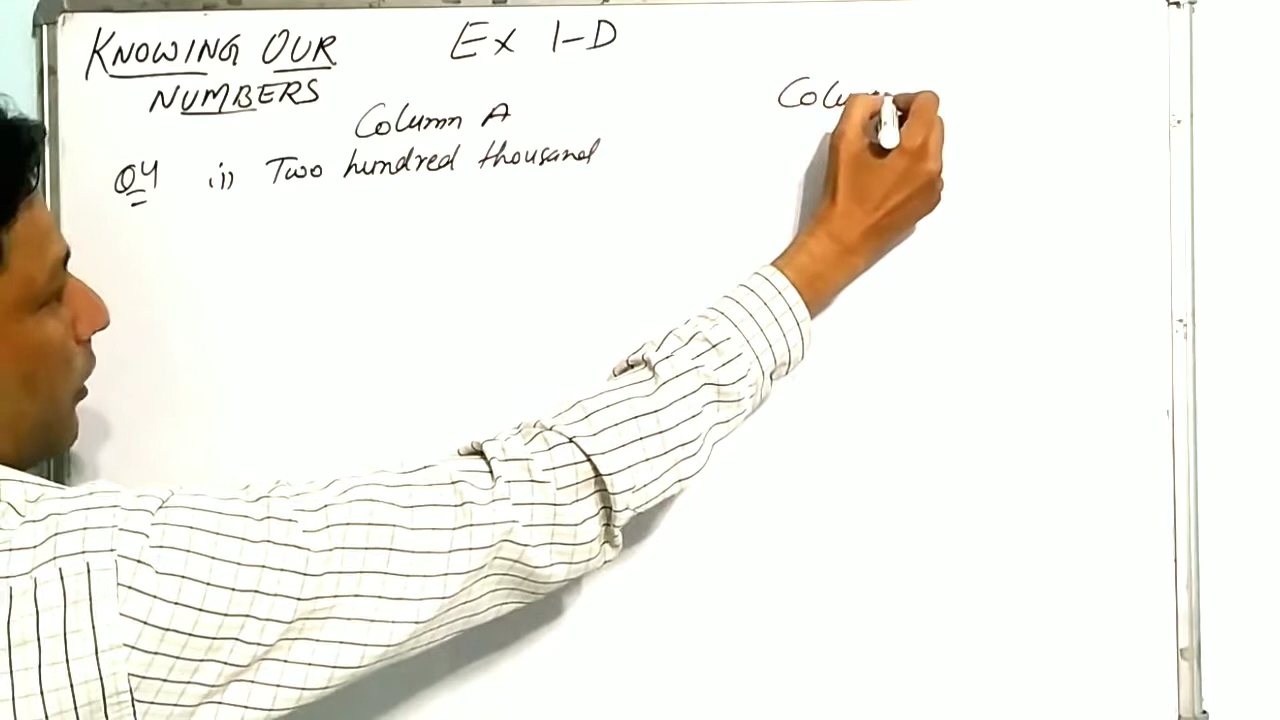 KNOWING OUR Ex 1-D
NUMBERS
Column A
Q4 (i) Two hundred thousand